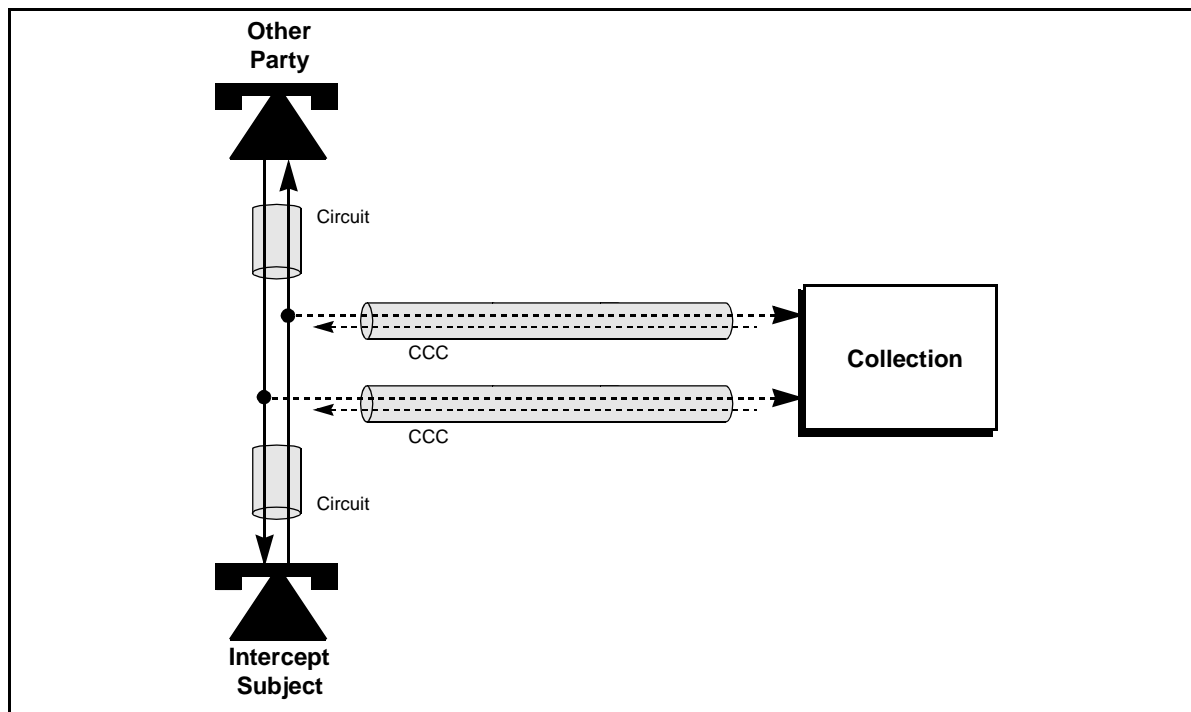 Other
Party
Circuit
CCC
Collection
CCC
Circuit
Intercept
Subject